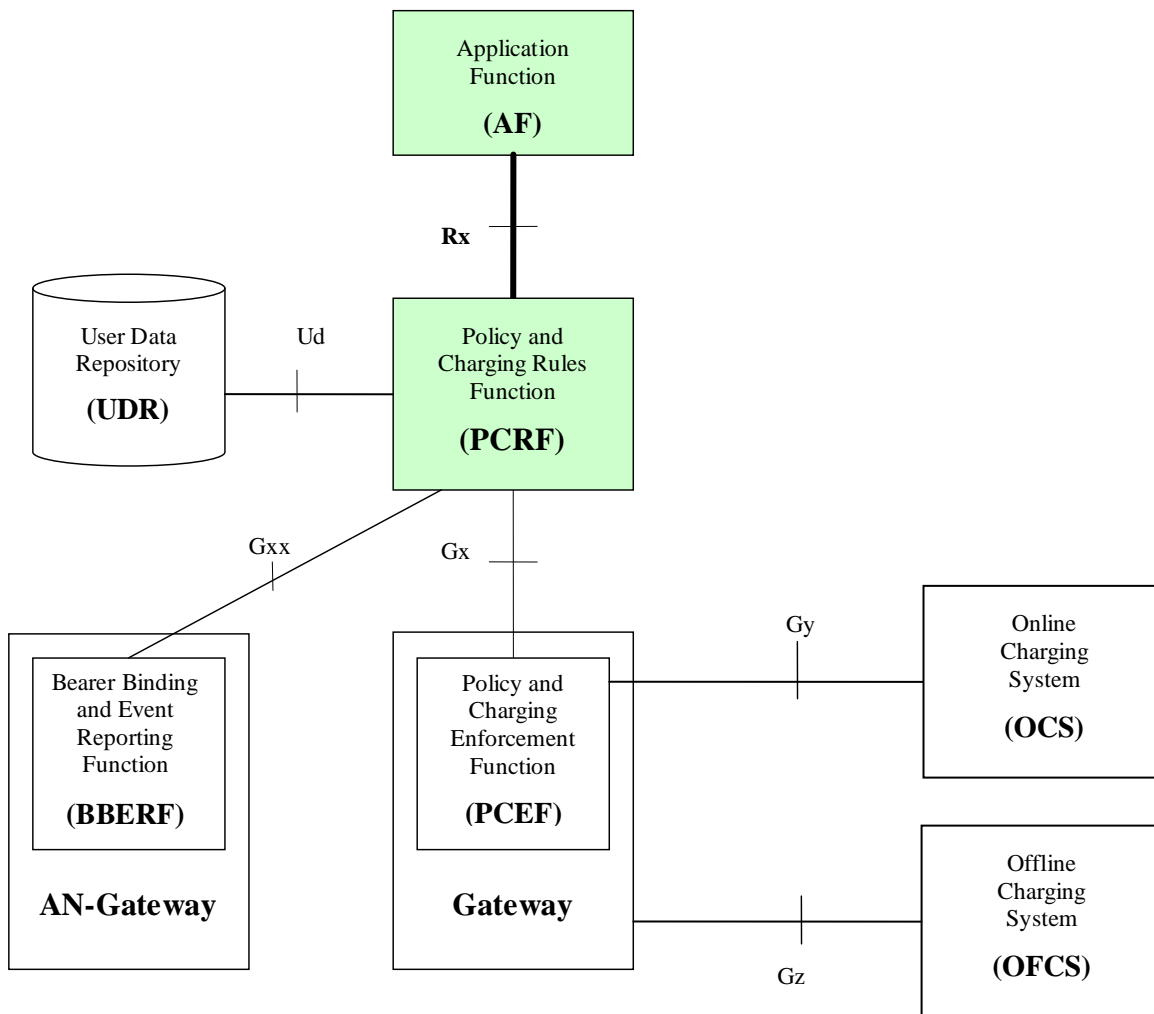 Application
Function
(AF)
Rx
User Data
Repository
(UDR)
Ud
Policy and
Charging Rules
Function
(PCRF)
Gxx
Gx
Bearer Binding
and Event
Reporting
Function
(BBERF)
AN-Gateway
Policy and
Charging
Enforcement
Function
(PCEF)
Gateway
Gy
Online
Charging
System
(OCS)
Gz
Offline
Charging
System
(OFCS)